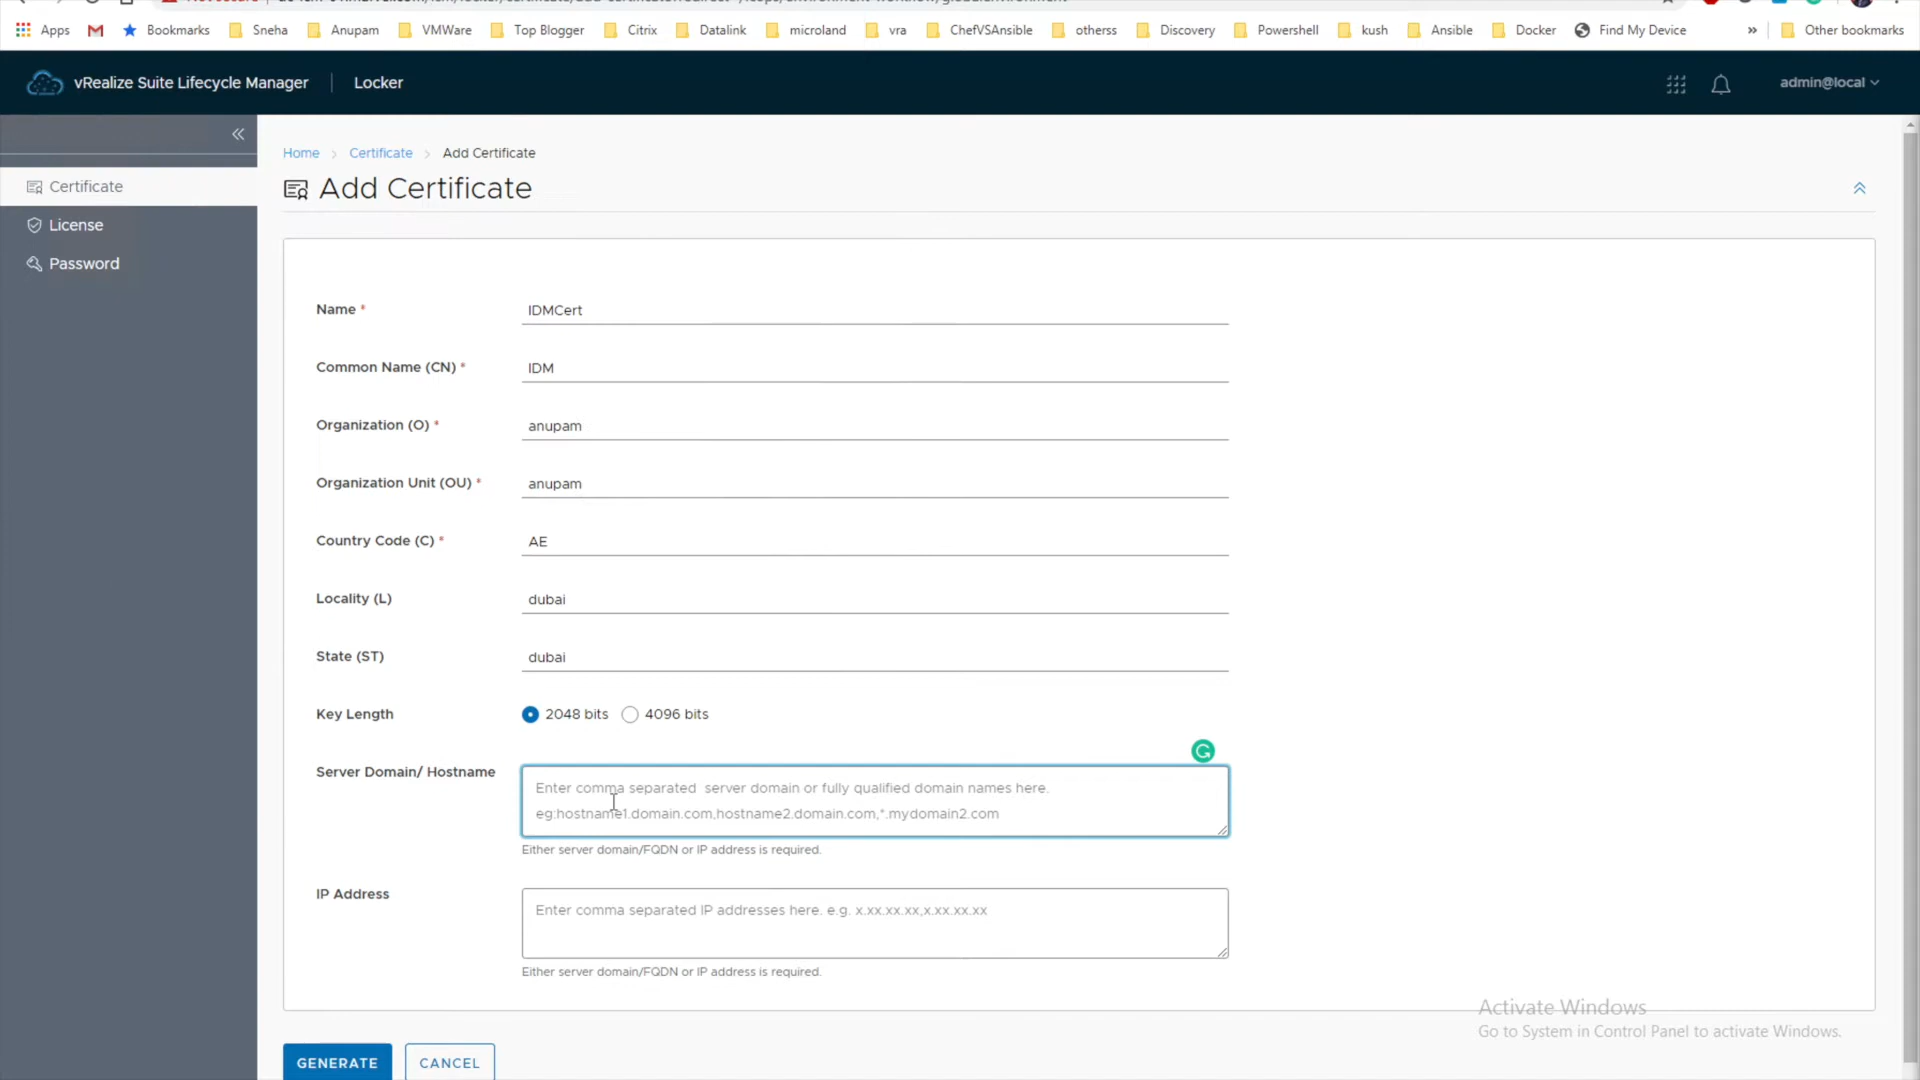 Apps
Bookmarks
Sneha
Anupam
VMWare
Top Blogger
Citrix
Datalink
microland
vra
ChefVSAnsible
otherss
Discovery
Powershell
kush
Ansible
Docker
Find My Device
»
Other bookmarks
vRealize Suite Lifecycle Manager
Locker
admin@local
Certificate
License
Password
Home > Certificate > Add Certificate
Add Certificate
Name *
IDMCert
Common Name (CN) *
IDM
Organization (O) *
anupam
Organization Unit (OU) *
anupam
Country Code (C) *
AE
Locality (L)
dubai
State (ST)
dubai
Key Length
2048 bits
4096 bits
Server Domain/ Hostname
Enter comma separated  server domain or fully qualified domain names here.
eg:hostname1.domain.com,hostname2.domain.com,*.mydomain2.com
Either server domain/FQDN or IP address is required.
IP Address
Enter comma separated IP addresses here. e.g. x.xx.xx.xx,x.xx.xx.xx
Either server domain/FQDN or IP address is required.
Activate Windows
Go to System in Control Panel to activate Windows.
GENERATE
CANCEL